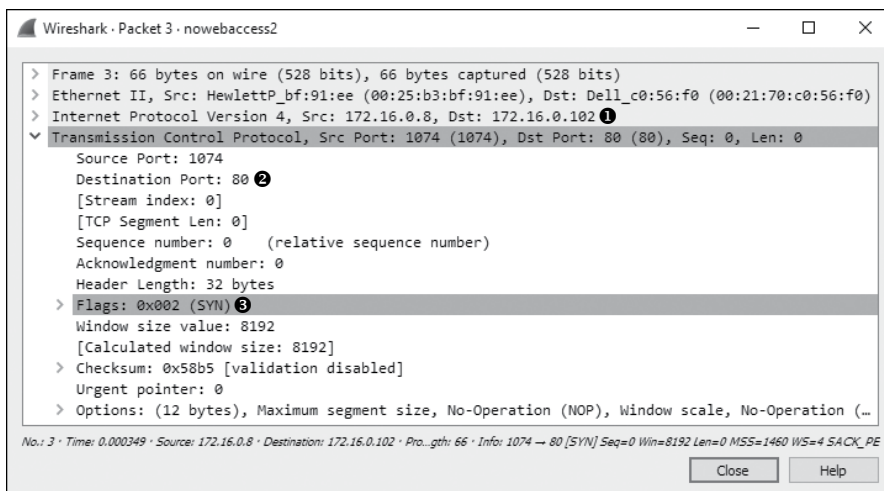 Wireshark · Packet 3 · nowebaccess2
> Frame 3: 66 bytes on wire (528 bits), 66 bytes captured (528 bits)
> Ethernet II, Src: HewlettP_bf:91:ee (00:25:b3:bf:91:ee), Dst: Dell_c0:56:f0 (00:21:70:c0:56:f0)
> Internet Protocol Version 4, Src: 172.16.0.8, Dst: 172.16.0.102 ❶
Transmission Control Protocol, Src Port: 1074 (1074), Dst Port: 80 (80), Seq: 0, Len: 0
Source Port: 1074
Destination Port: 80 ❷
[Stream index: 0]
[TCP Segment Len: 0]
Sequence number: 0 (relative sequence number)
Acknowledgment number: 0
Header Length: 32 bytes
> Flags: 0x002 (SYN) ❸
Window size value: 8192
[Calculated window size: 8192]
> Checksum: 0x58b5 [validation disabled]
Urgent pointer: 0
> Options: (12 bytes), Maximum segment size, No-Operation (NOP), Window scale, No-Operation (…
No.: 3 · Time: 0.000349 · Source: 172.16.0.8 · Destination: 172.16.0.102 · Pro...gth: 66 · Info: 1074 → 80 [SYN] Seq=0 Win=8192 Len=0 MSS=1460 WS=4 SACK_PE
Close Help